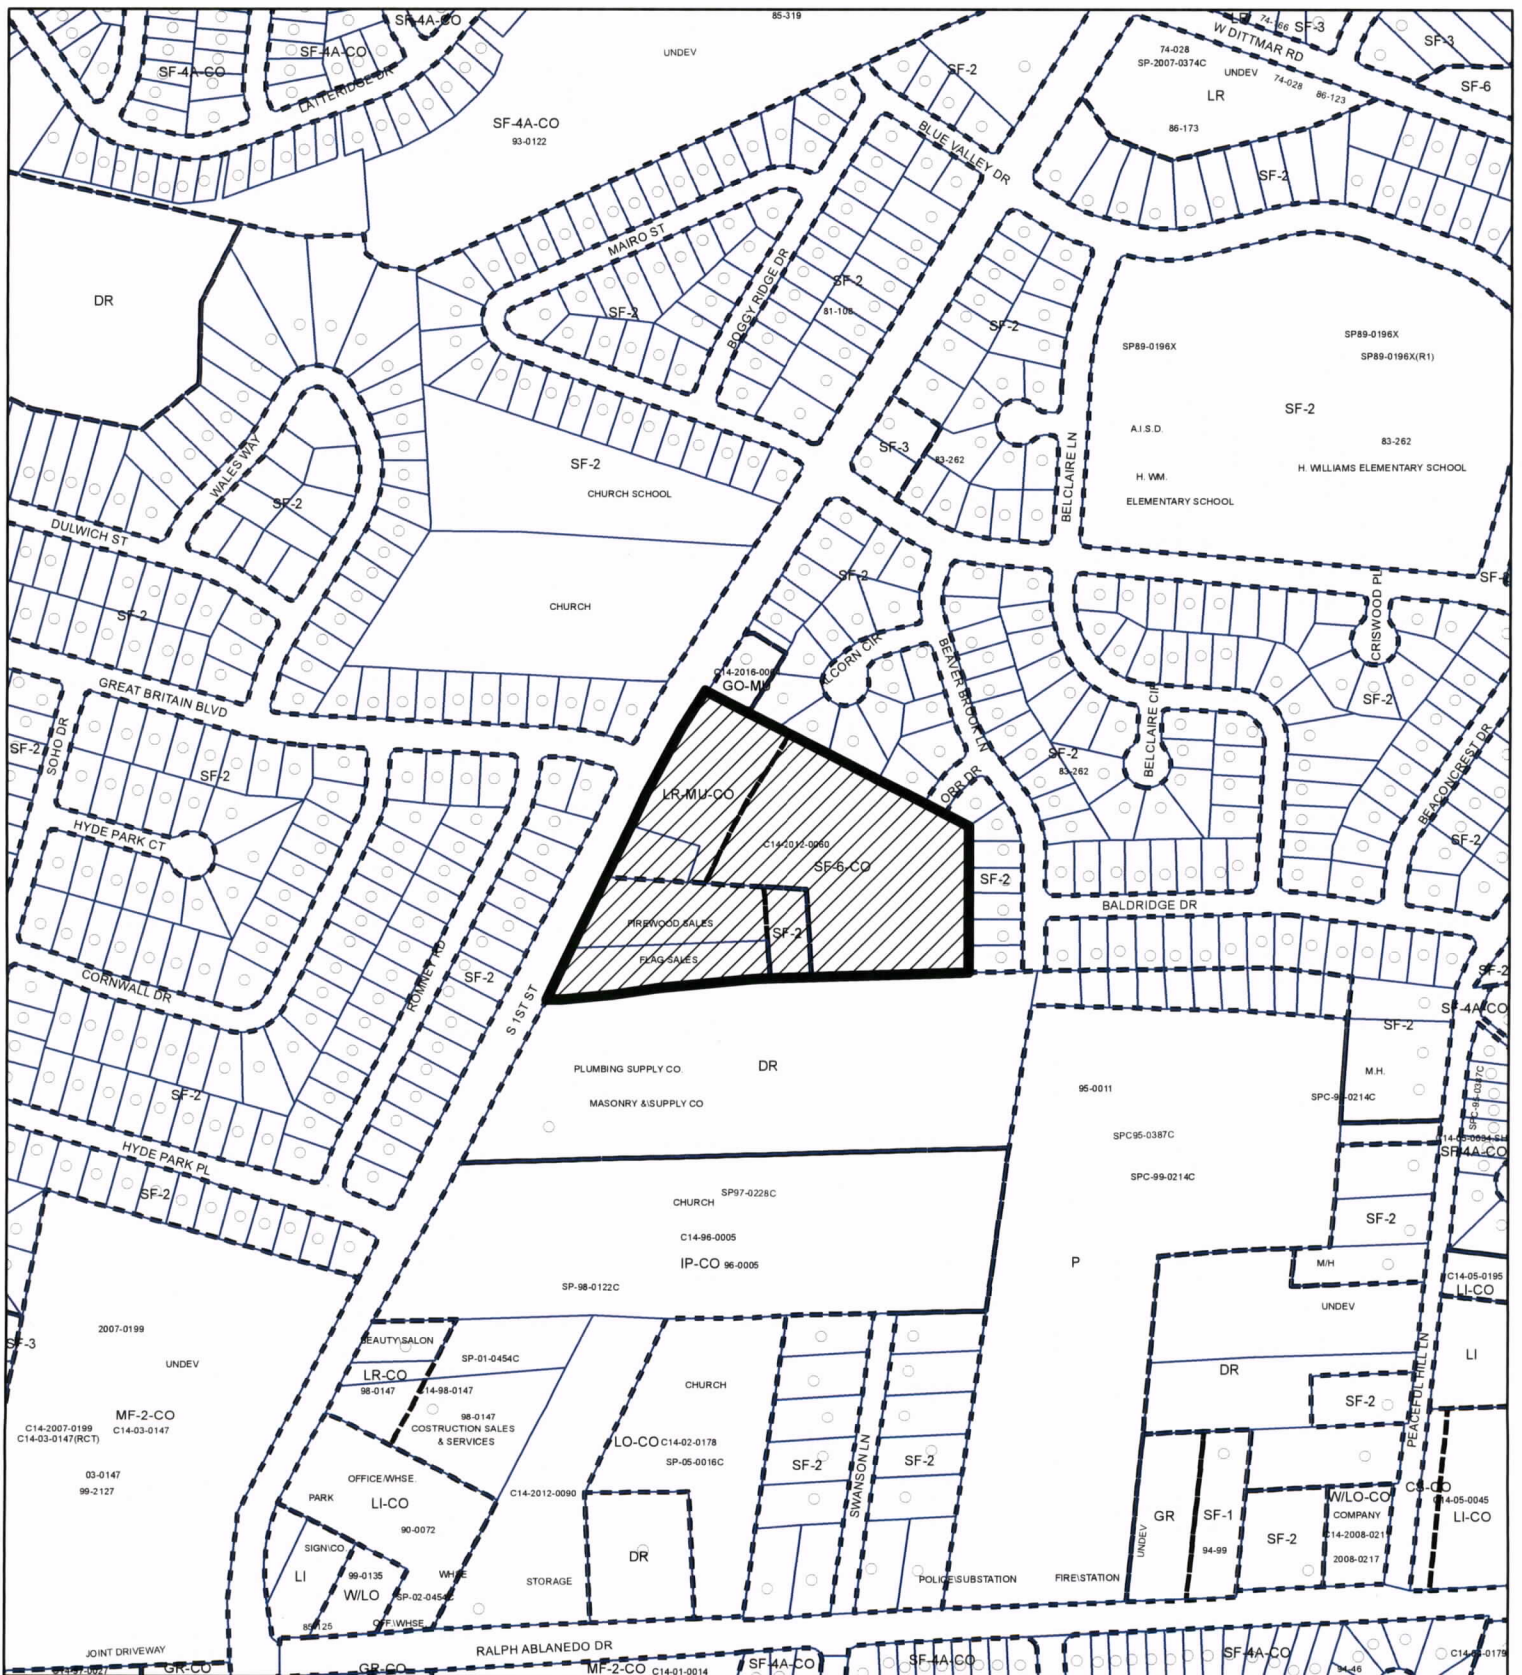 SF-4A-CO
85-319
74-166
SF-3
W DITTMAR RD
SF-3
SF-4A-CO
SF-4A-CO
UNDEV
74-028
SP-2007-0374C
UNDEV
74-028
86-123
SF-6
LATTERIDGE DR
SF-2
LR
SF-4A-CO
93-0122
BLUE VALLEY DR
86-173
SF-2
MAIRO ST
BOGGY RIDGE DR
DR
SF-2
SF-2
81-106
SF-2
SP89-0196X
SP89-0196X
SP89-0196X(R1)
SF-2
A.I.S.D.
83-262
SF-3
83-262
WALES WAY
SF-2
CHURCH SCHOOL
H. WM.
H. WILLIAMS ELEMENTARY SCHOOL
ELEMENTARY SCHOOL
BELCLAIRE LN
SF-2
DULWICH ST
SF-2
CHURCH
SF-2
CRISWOOD PL
BEAVER BROOK LN
GO-MU
GREAT BRITAIN BLVD
SF-2
SOHO DR
SF-2
SF-2
SF-2
83-262
BELCLAIRE CIR
BEACONCREST DR
LR-MU-CO
ORR DR
HYDE PARK CT
C14-2012-0080
SF-6-CO
SF-2
SF-2
BALDRIDGE DR
FIREWOOD SALES
SF-2
FLAG SALES
CORNWALL DR
ROMNEY RD
SF-2
S 1ST ST
SF-2
SF-4A-CO
SF-2
PLUMBING SUPPLY CO
DR
MASONRY &\SUPPLY CO
95-0011
M.H.
SPC-95-0387C
SF-2
SPC95-0387C
SF-4A-CO
HYDE PARK PL
SF-2
SPC-99-0214C
CHURCH
SP97-0228C
SF-2
C14-96-0005
IP-CO 96-0005
SP-98-0122C
P
M/H
C14-05-0195
LI-CO
UNDEV
2007-0199
UNDEV
BEAUTY\SALON
SP-01-0454C
LR-CO
98-0147
C14-98-0147
CHURCH
DR
LI
SF-2
PEACEFUL HILL LN
MF-2-CO
C14-2007-0199
C14-03-0147(RCT)
C14-03-0147
98-0147
COSTRUCTION SALES
& SERVICES
LO-CO C14-02-0178
SP-05-0016C
SF-2
SWANSON LN
SF-2
03-0147
99-2127
OFFICE/WHSE
PARK
LI-CO
C14-2012-0090
90-0072
SIGN\CO
LI
99-0135
W/LO
SP-02-0454C
WHSE
OFF.\WHSE
STORAGE
DR
POLICE\SUBSTATION
FIRE\STATION
UNDEV
GR
SF-1
94-99
SF-2
W/LO-CO
COMPANY
2008-0217
C14-05-0045
LI-CO
JOINT DRIVEWAY
RALPH ABLANEDO DR
GR-CO
GR-CO
MF-2-CO C14-01-0014
SF-4A-CO
SF-4A-CO
SF-4A-CO
94-46